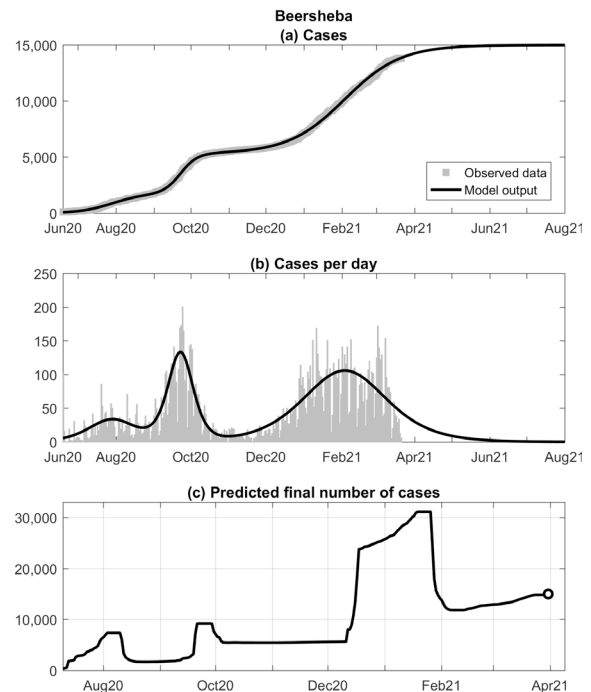 Beersheba
(a) Cases
15,000
10,000
5,000
0
Observed data
Model output
Jun20 Aug20 Oct20 Dec20 Feb21 Apr21 Jun21 Aug21
(b) Cases per day
250
200
150
100
50
0
Jun20 Aug20 Oct20 Dec20 Feb21 Apr21 Jun21 Aug21
(c) Predicted final number of cases
30,000
20,000
10,000
0
Aug20 Oct20 Dec20 Feb21 Apr21